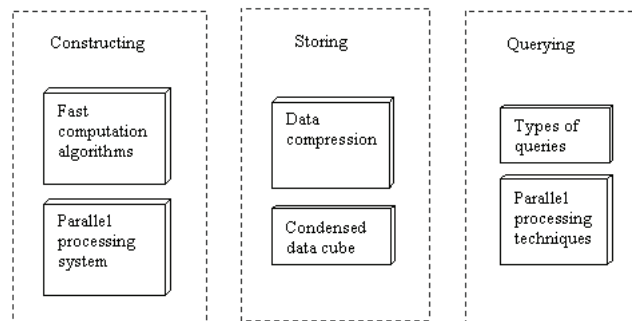 Constructing
Fast
computation
algorithms
Parallel
processing
system
Storing
Data
compression
Condensed
data cube
Querying
Types of
queries
Parallel
processing
techniques